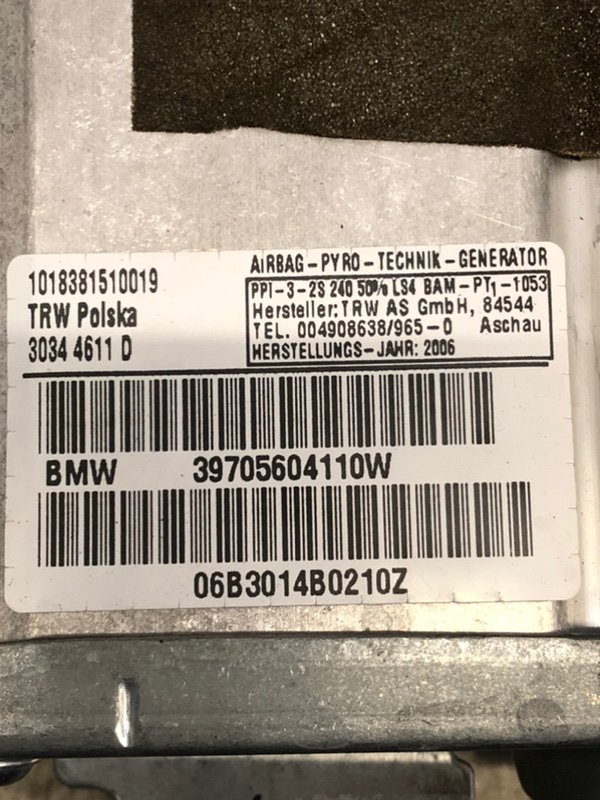 1018381510019
TRW Polska
3034 4611 D
AIRBAG-PYRO-TECHNIK-GENERATOR
PPI-3-2S 240 50% LS4 BAM-PT1-1053
Hersteller: TRW AS GmbH, 84544
TEL. 004908638/965-0 Aschau
HERSTELLUNGS-JAHR: 2006
BMW 39705604110W
06B3014B0210Z